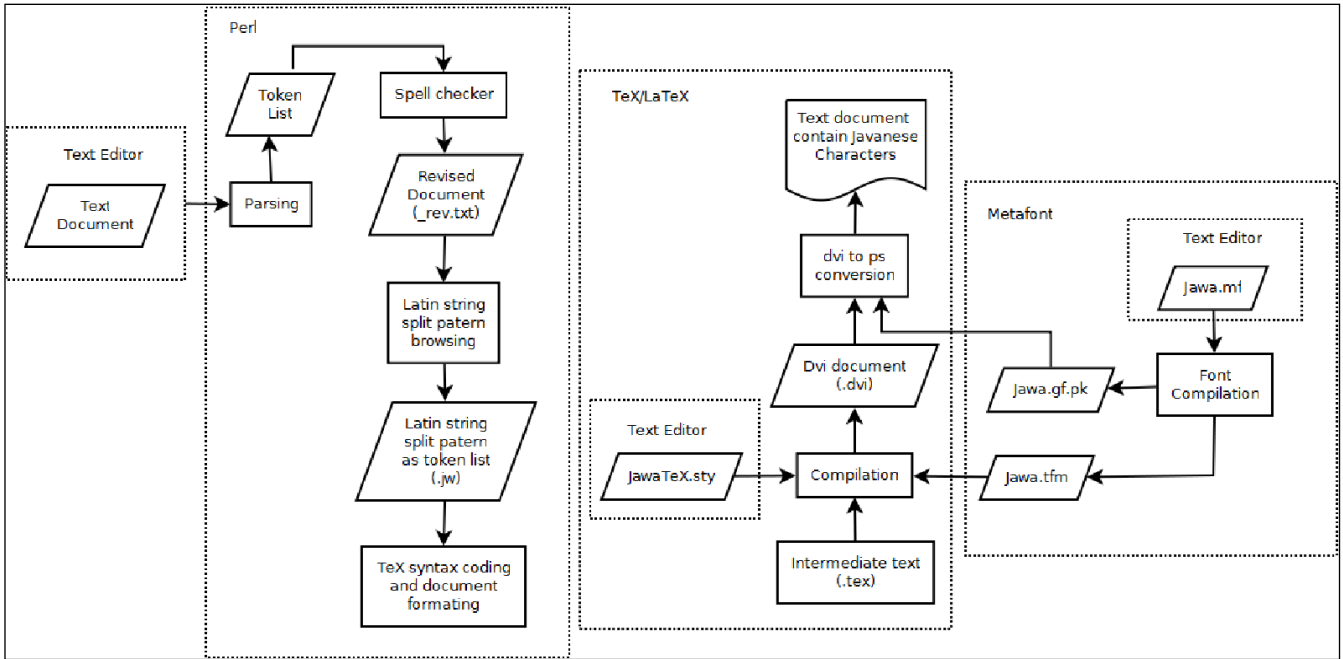 Perl
Token
List
Spell checker
Text Editor
Text
Document
Parsing
Revised
Document
(_rev.txt)
Latin string
split patern
browsing
Latin string
split patern
as token list
(.jw)
TeX syntax coding
and document
formating
TeX/LaTeX
Text document
contain Javanese
Characters
dvi to ps
conversion
Dvi document
(.dvi)
Text Editor
JawaTeX.sty
Compilation
Intermediate text
(.tex)
Metafont
Text Editor
Jawa.mf
Font
Compilation
Jawa.gf.pk
Jawa.tfm